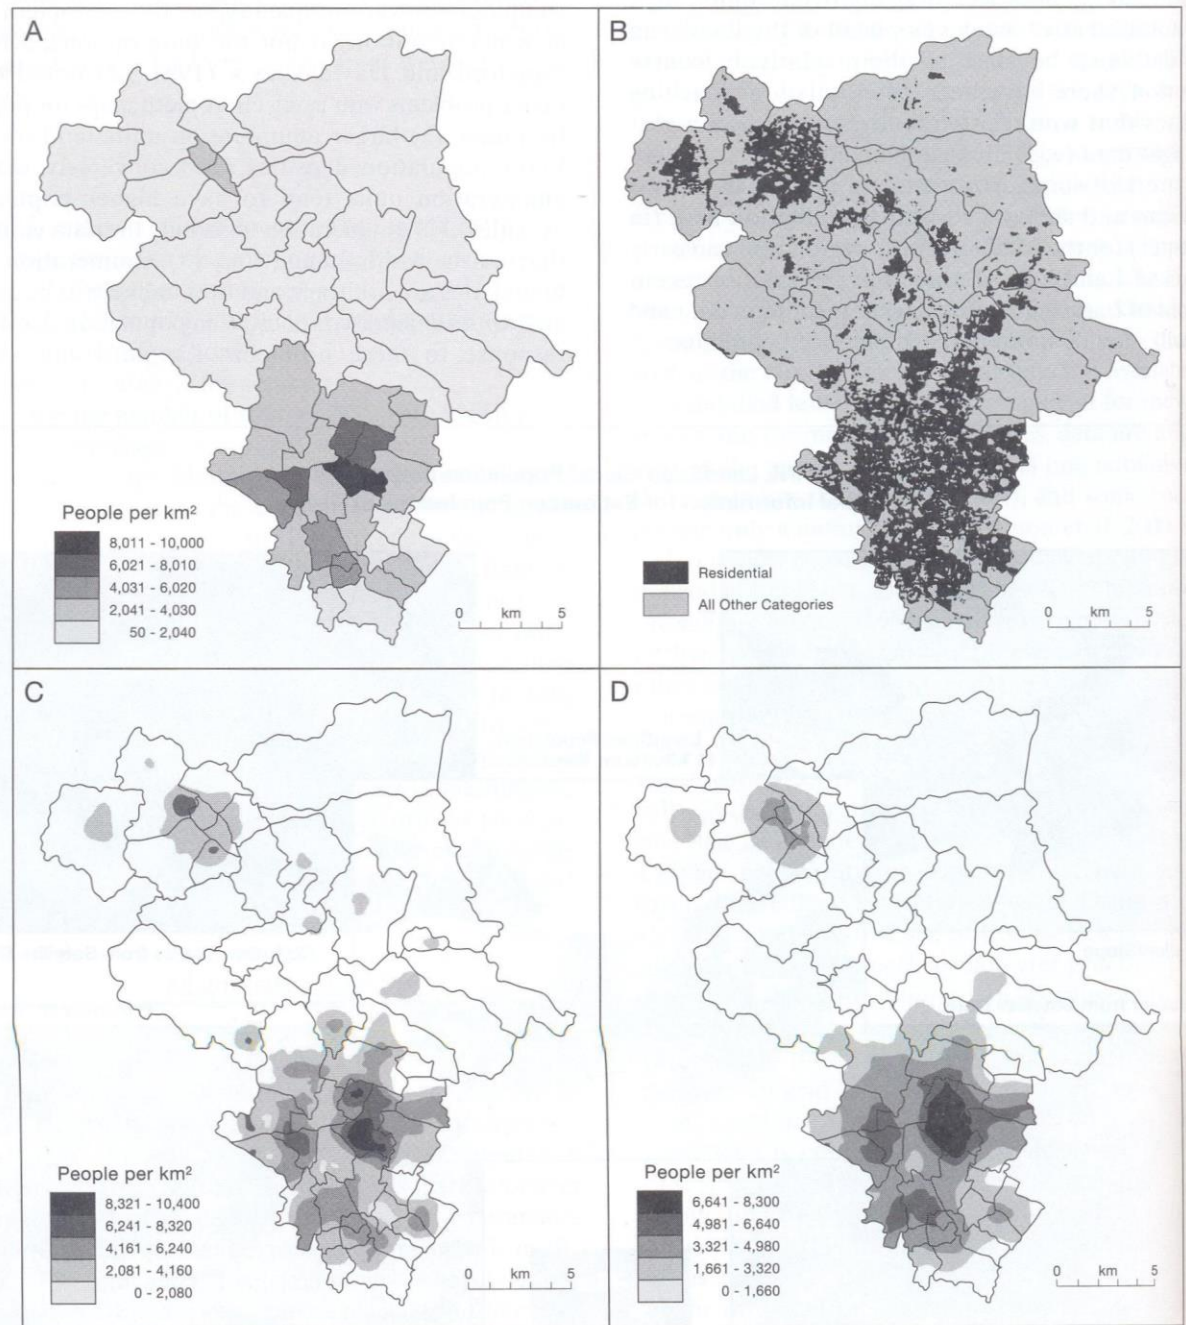 A
People per km²
8,011 - 10,000
6,021 - 8,010
4,031 - 6,020
2,041 - 4,030
50 - 2,040
0 km 5
B
Residential
All Other Categories
0 km 5
C
People per km²
8,321 - 10,400
6,241 - 8,320
4,161 - 6,240
2,081 - 4,160
0 - 2,080
0 km 5
D
People per km²
6,641 - 8,300
4,981 - 6,640
3,321 - 4,980
1,661 - 3,320
0 - 1,660
0 km 5